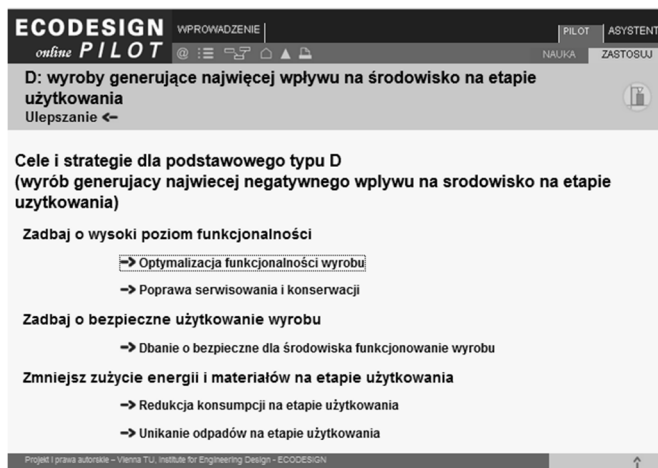 ECODESIGN
online PILOT
WPROWADZENIE
PILOT
ASYSTENT
NAUKA
ZASTOSUJ
D: wyroby generujące najwięcej wpływu na środowisko na etapie
użytkowania
Ulepszanie
Cele i strategie dla podstawowego typu D
(wyrób generujacy najwiecej negatywnego wplywu na srodowisko na etapie
uzytkowania)
Zadbaj o wysoki poziom funkcjonalności
Optymalizacja funkcjonalności wyrobu
Poprawa serwisowania i konserwacji
Zadbaj o bezpieczne użytkowanie wyrobu
Dbanie o bezpieczne dla środowiska funkcjonowanie wyrobu
Zmniejsz zużycie energii i materiałów na etapie użytkowania
Redukcja konsumpcji na etapie użytkowania
Unikanie odpadów na etapie użytkowania
Projekt i prawa autorskie – Vienna TU, Institute for Engineering Design - ECODESIGN